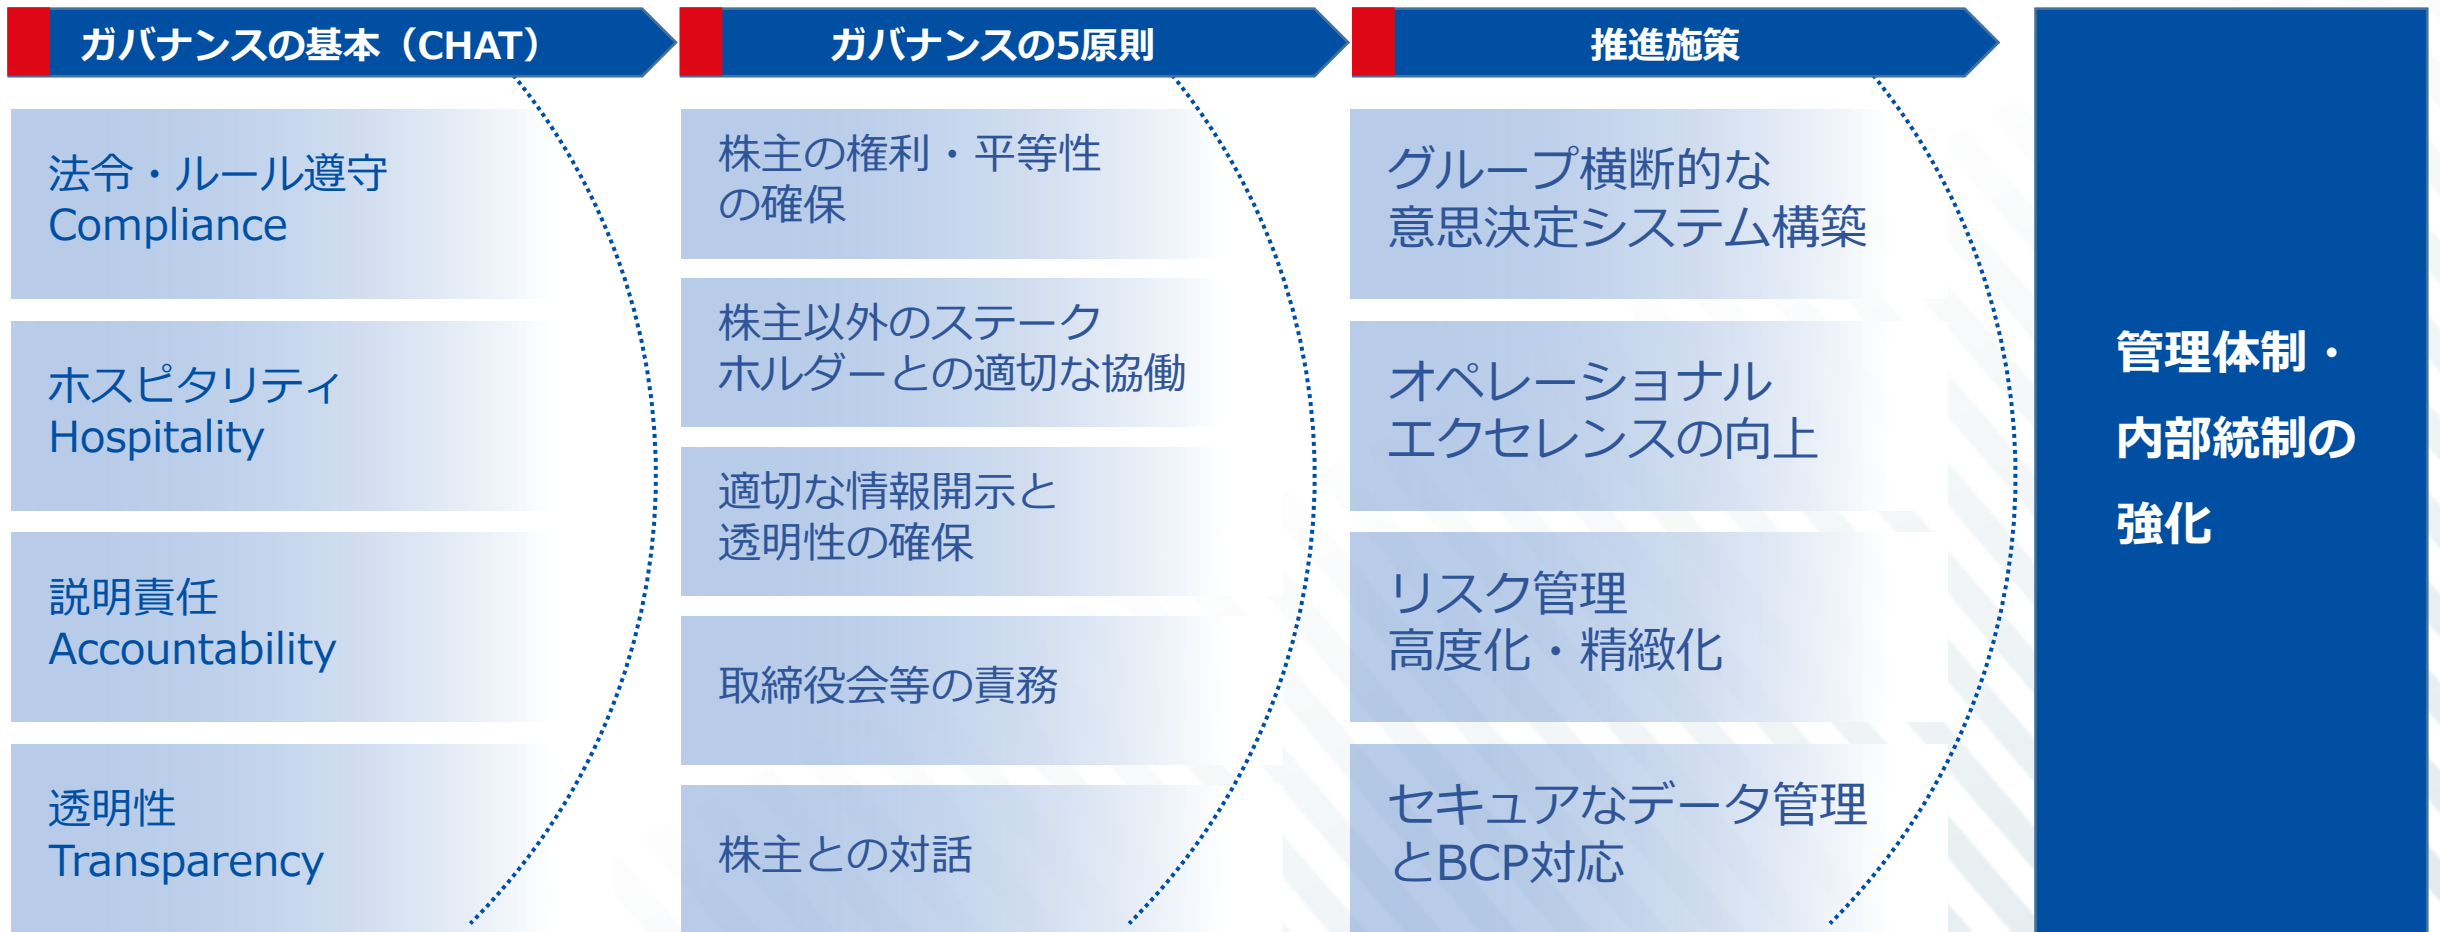 ガバナンスの基本（CHAT）
法令・ルール遵守
Compliance
ホスピタリティ
Hospitality
説明責任
Accountability
透明性
Transparency
ガバナンスの5原則
株主の権利・平等性
の確保
株主以外のステーク
ホルダーとの適切な協働
適切な情報開示と
透明性の確保
取締役会等の責務
株主との対話
推進施策
グループ横断的な
意思決定システム構築
オペレーショナル
エクセレンスの向上
リスク管理
高度化・精緻化
セキュアなデータ管理
とBCP対応
管理体制・
内部統制の
強化